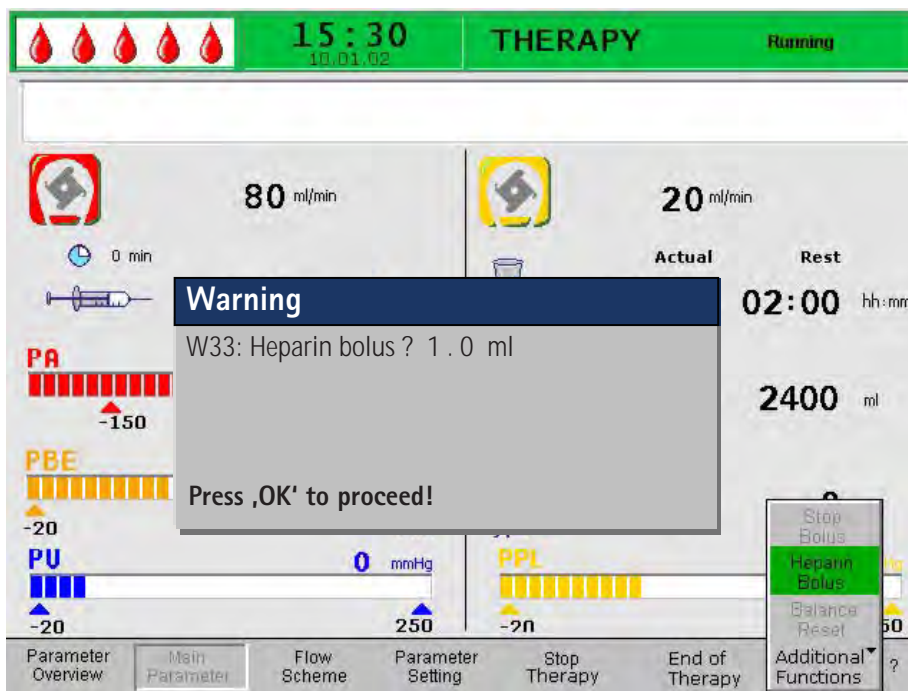 15:30
10.01.02
THERAPY
Running
80 ml/min
20 ml/min
0 min
Actual Rest
02:00 hh:mm
Warning
W33: Heparin bolus ? 1 . 0 ml
Press ‚OK‘ to proceed!
PA
-150
2400 ml
PBE
-20
PV 0 mmHg
-20 250
PPL
-20
50
Stop
Bolus
Heparin
Bolus
Balance
Reset
Additional
Functions
Parameter
Overview
Main
Parameter
Flow
Scheme
Parameter
Setting
Stop
Therapy
End of
Therapy
?